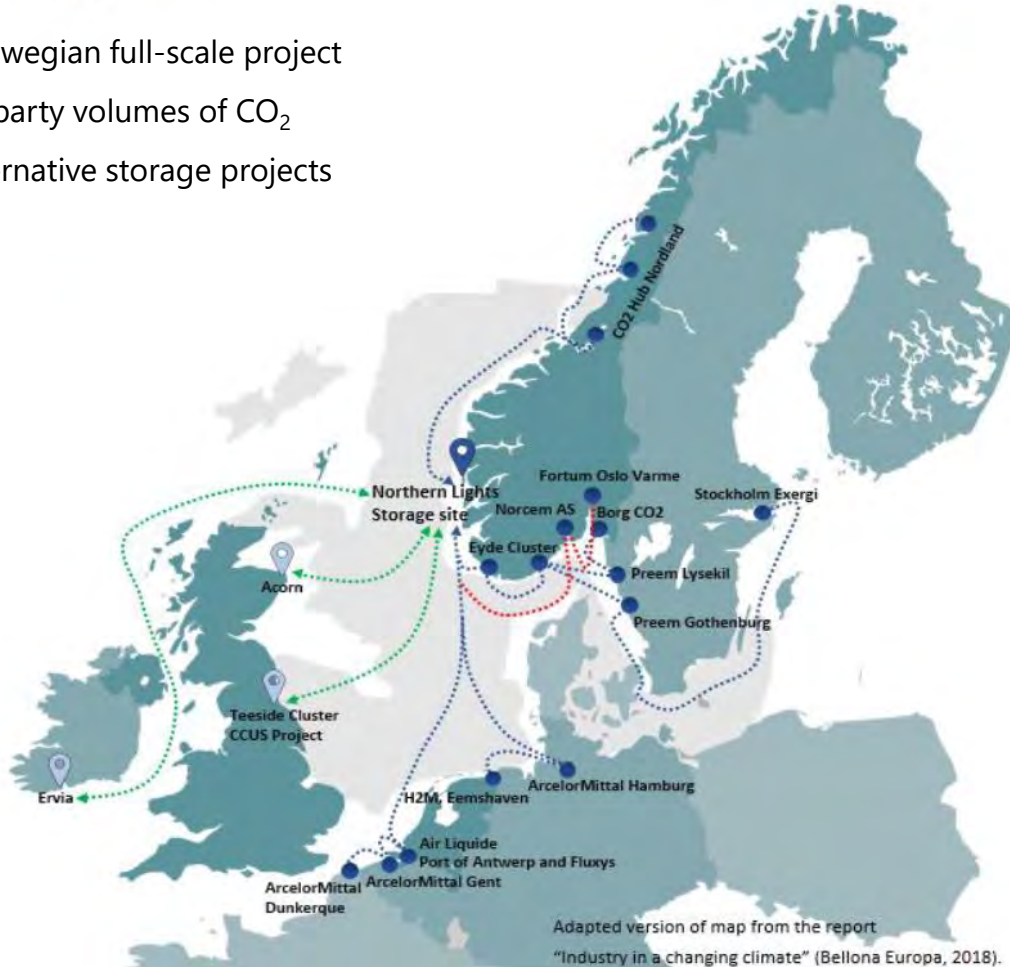 wegian full-scale project
party volumes of CO₂
rnative storage projects
CO2 Hub Nordland
Northern Lights
Storage site
Fortum Oslo Varme
Stockholm Exergi
Norcem AS
Borg CO2
Eyde Cluster
Acorn
Preem Lysekil
Preem Gothenburg
Teeside Cluster
CCUS Project
Ervia
H2M, Eemshaven
ArcelorMittal Hamburg
Air Liquide
Port of Antwerp and Fluxys
ArcelorMittal Gent
ArcelorMittal
Dunkerque
Adapted version of map from the report
"Industry in a changing climate" (Bellona Europa, 2018).